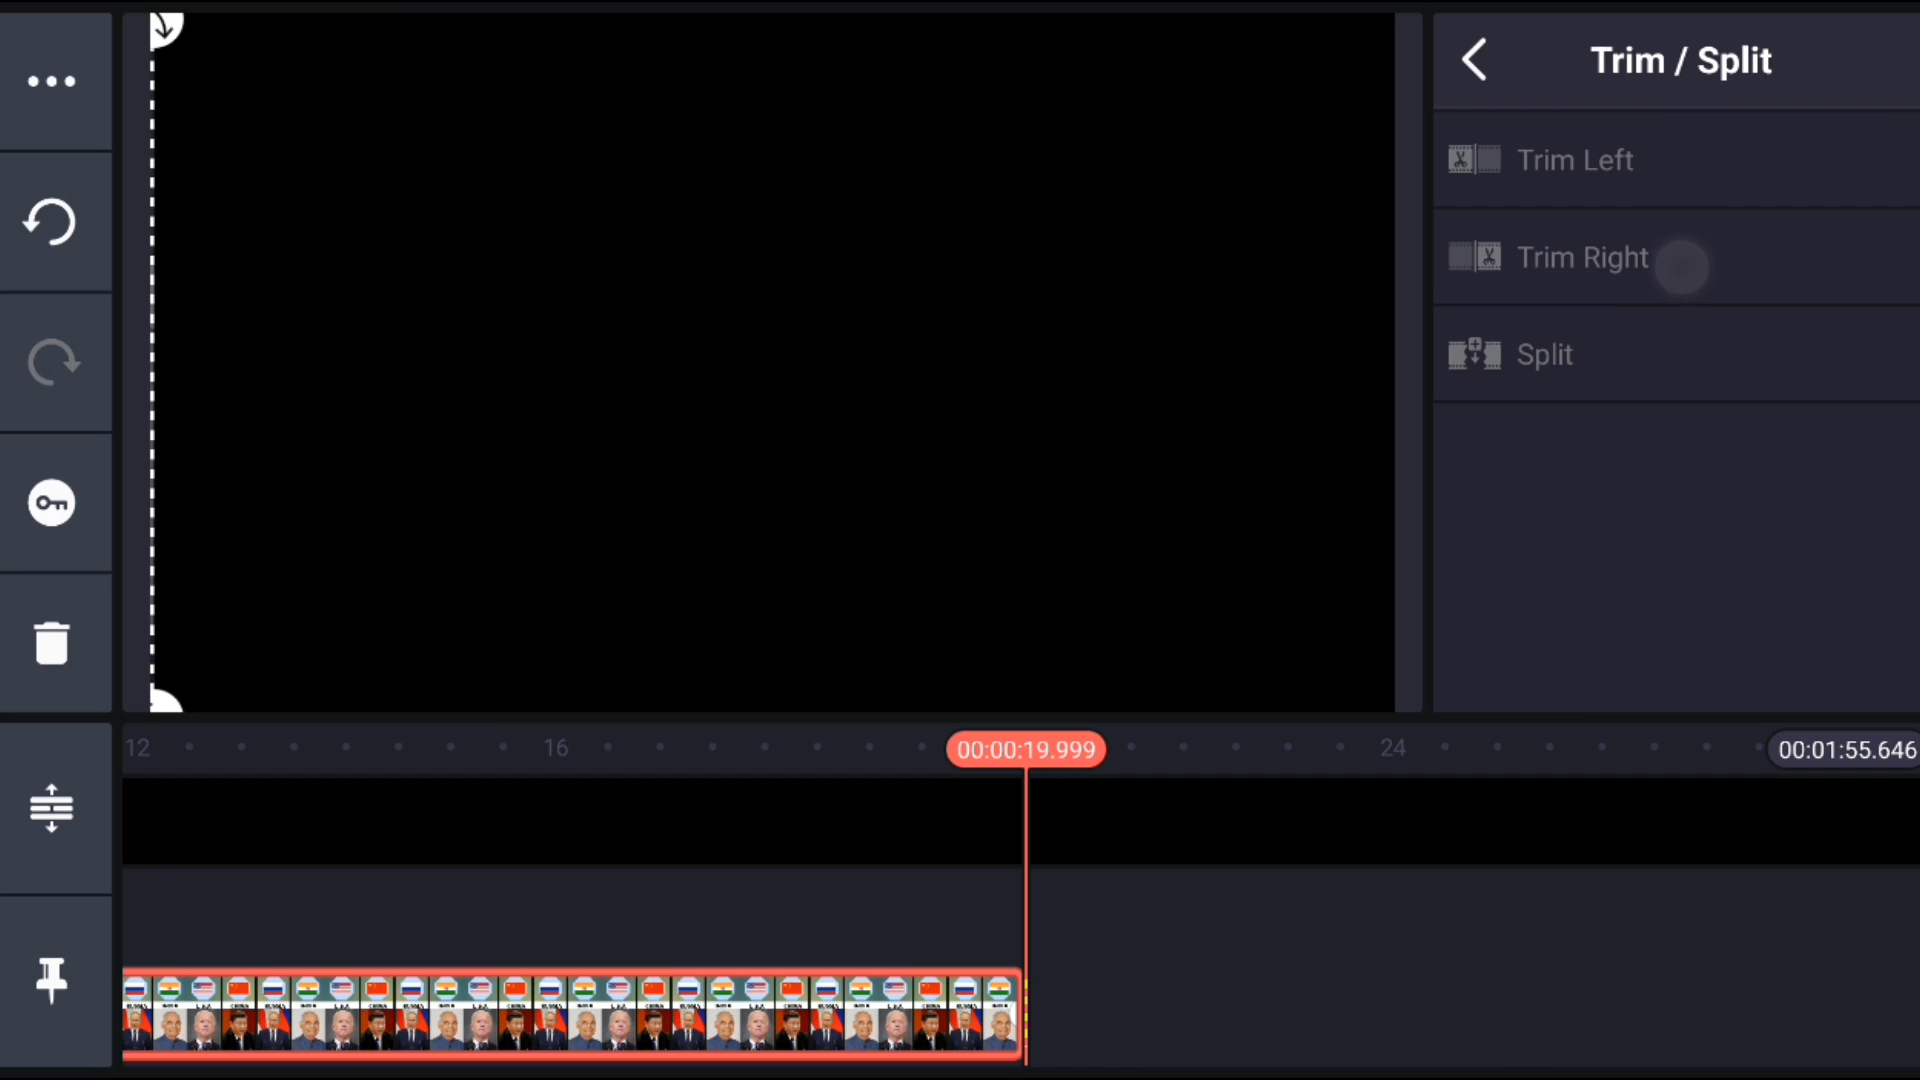 Trim / Split
Trim Left
Trim Right
Split
12
16
00:00:19.999
24
00:01:55.646